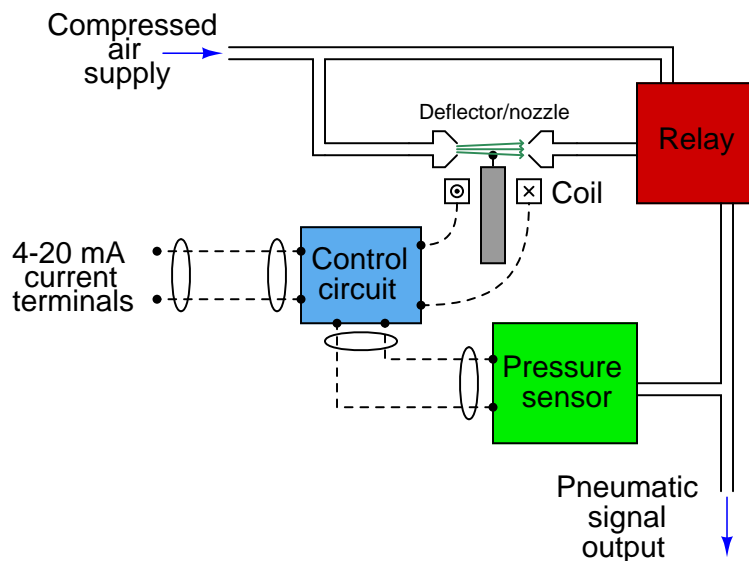 Compressed
air
supply
Deflector/nozzle
Relay
Coil
4-20 mA
current
terminals
Control
circuit
Pressure
sensor
Pneumatic
signal
output